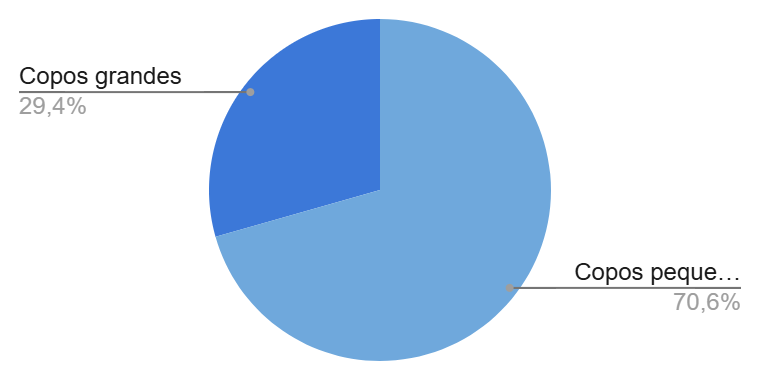 Copos grandes
29,4%
Copos peque…
70,6%